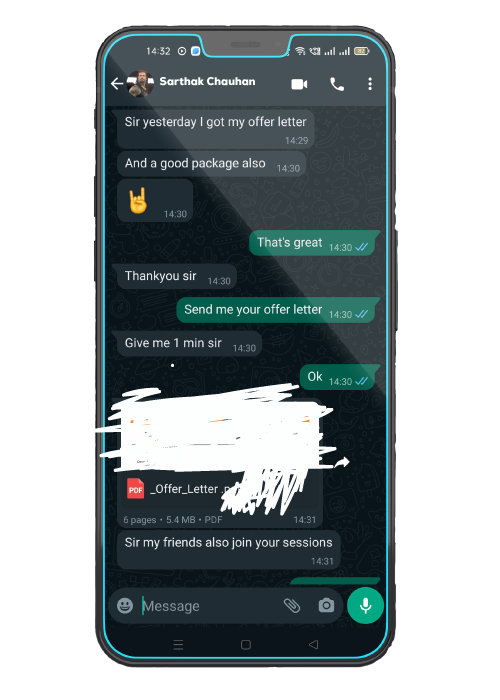 14:32
Sarthak Chauhan
Sir yesterday I got my offer letter
14:29
And a good package also 14:30
14:30
That's great 14:30
Thankyou sir 14:30
Send me your offer letter 14:30
Give me 1 min sir 14:30
Ok 14:30
PDF _Offer_Letter
6 pages • 5.4 MB • PDF 14:31
Sir my friends also join your sessions
14:31
Message